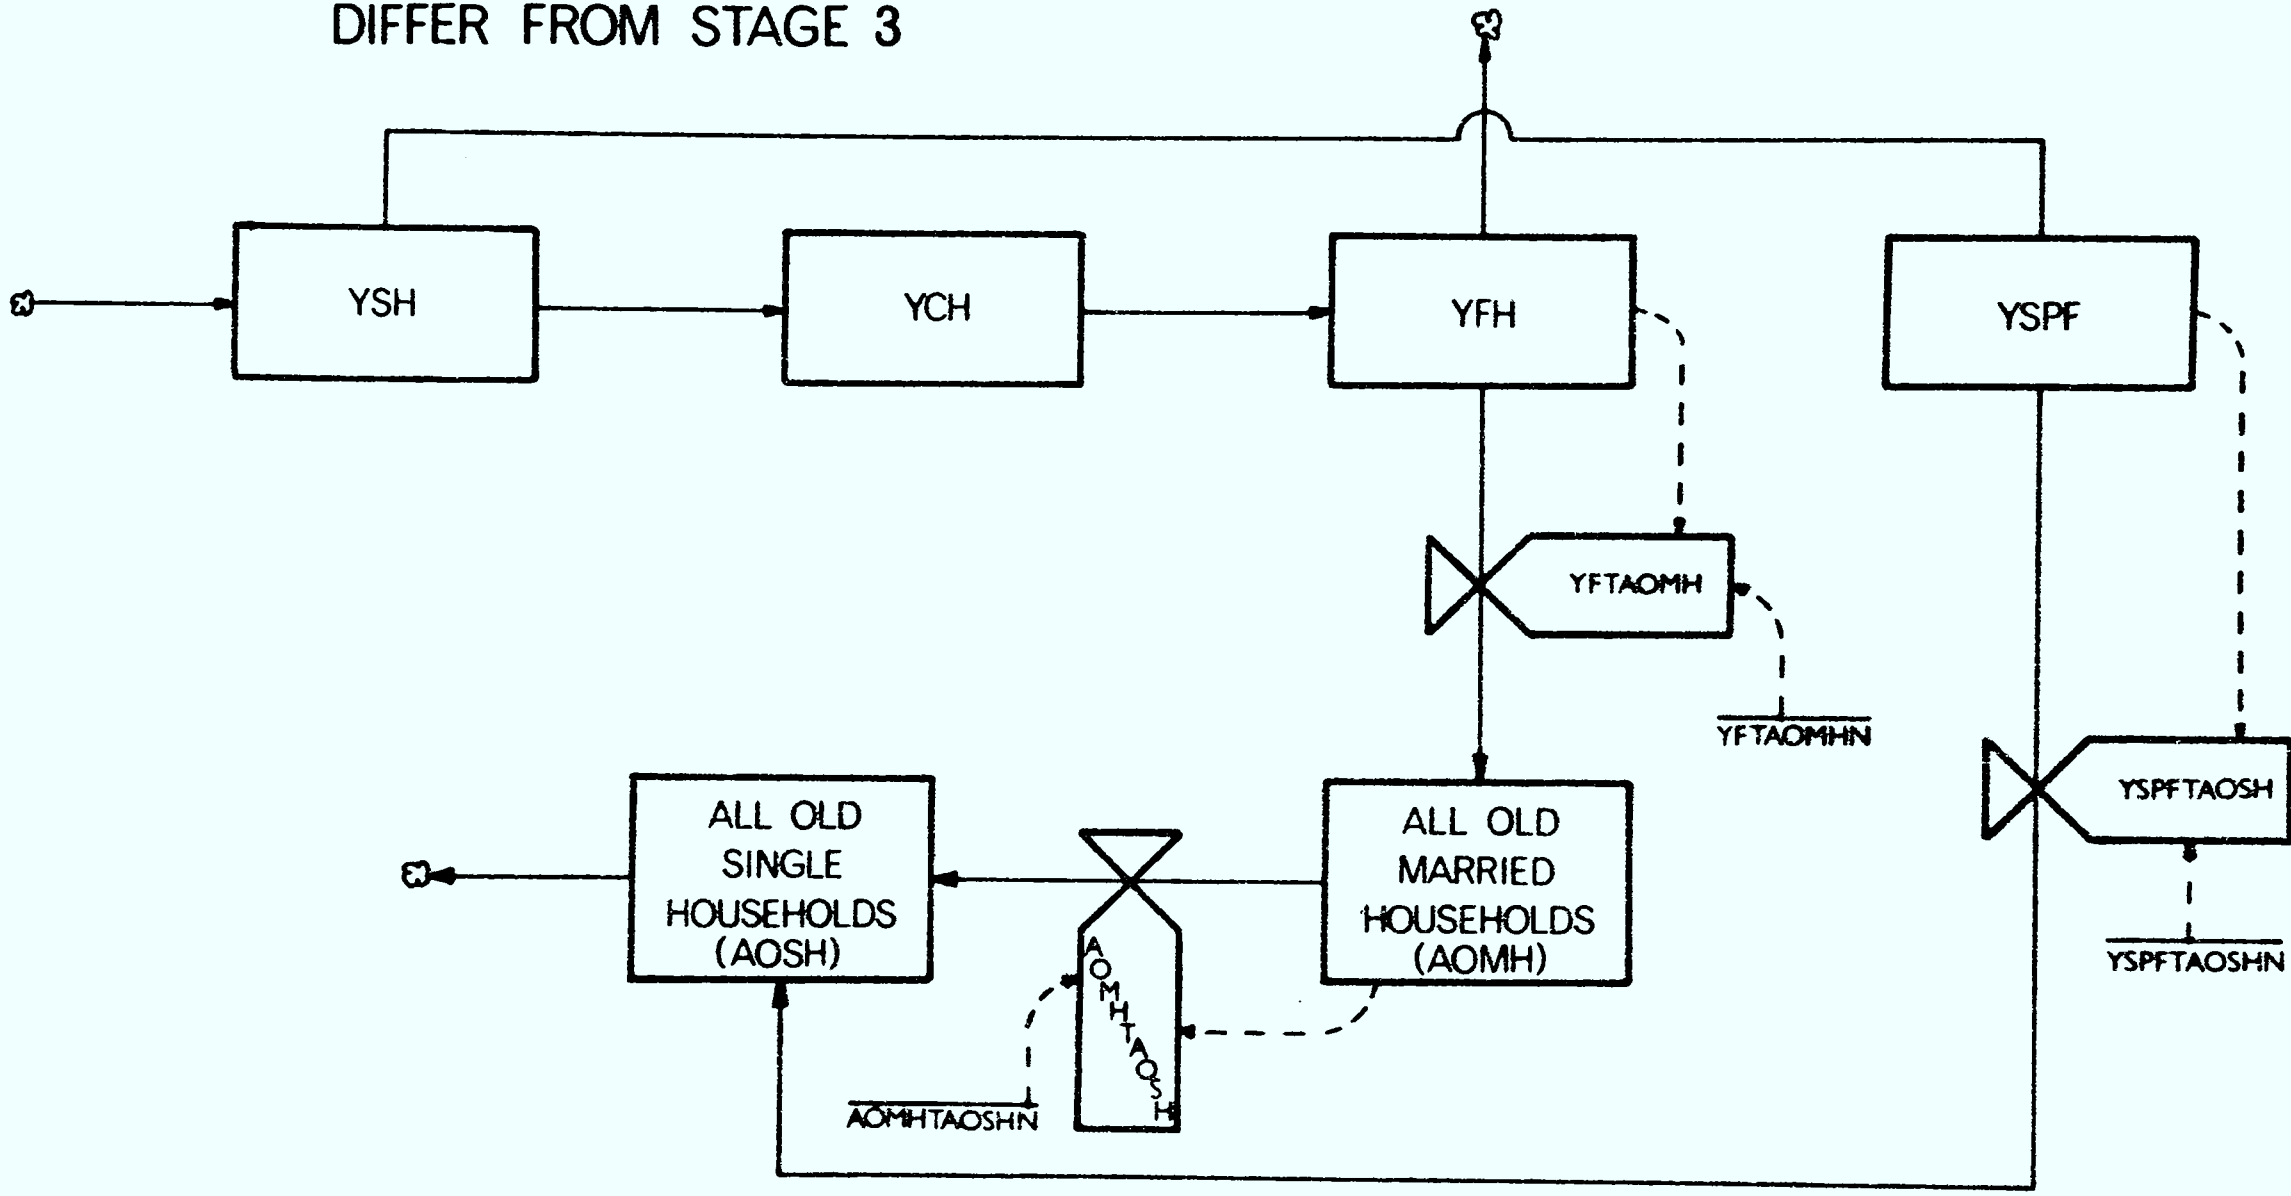 DIFFER FROM STAGE 3
YSH
YCH
YFH
YSPF
YFTAOMH
YFTAOMHN
YSPFTAOSH
YSPFTAOSHN
ALL OLD
SINGLE
HOUSEHOLDS
(AOSH)
AOMHTAOSH
AOMHTAOSHN
ALL OLD
MARRIED
HOUSEHOLDS
(AOMH)